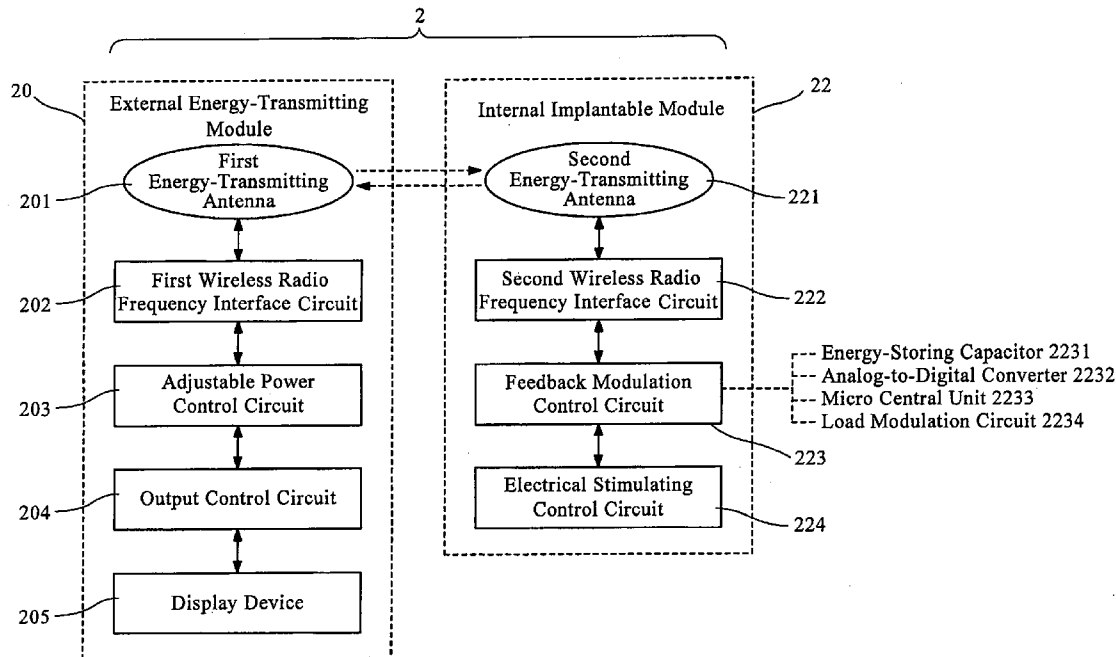 2
20
External Energy-Transmitting
Module
First
Energy-Transmitting
Antenna
201
First Wireless Radio
Frequency Interface Circuit
202
Adjustable Power
Control Circuit
203
Output Control Circuit
204
Display Device
205
22
Internal Implantable Module
Second
Energy-Transmitting
Antenna
221
Second Wireless Radio
Frequency Interface Circuit
222
Feedback Modulation
Control Circuit
223
Energy-Storing Capacitor 2231
Analog-to-Digital Converter 2232
Micro Central Unit 2233
Load Modulation Circuit 2234
Electrical Stimulating
Control Circuit
224